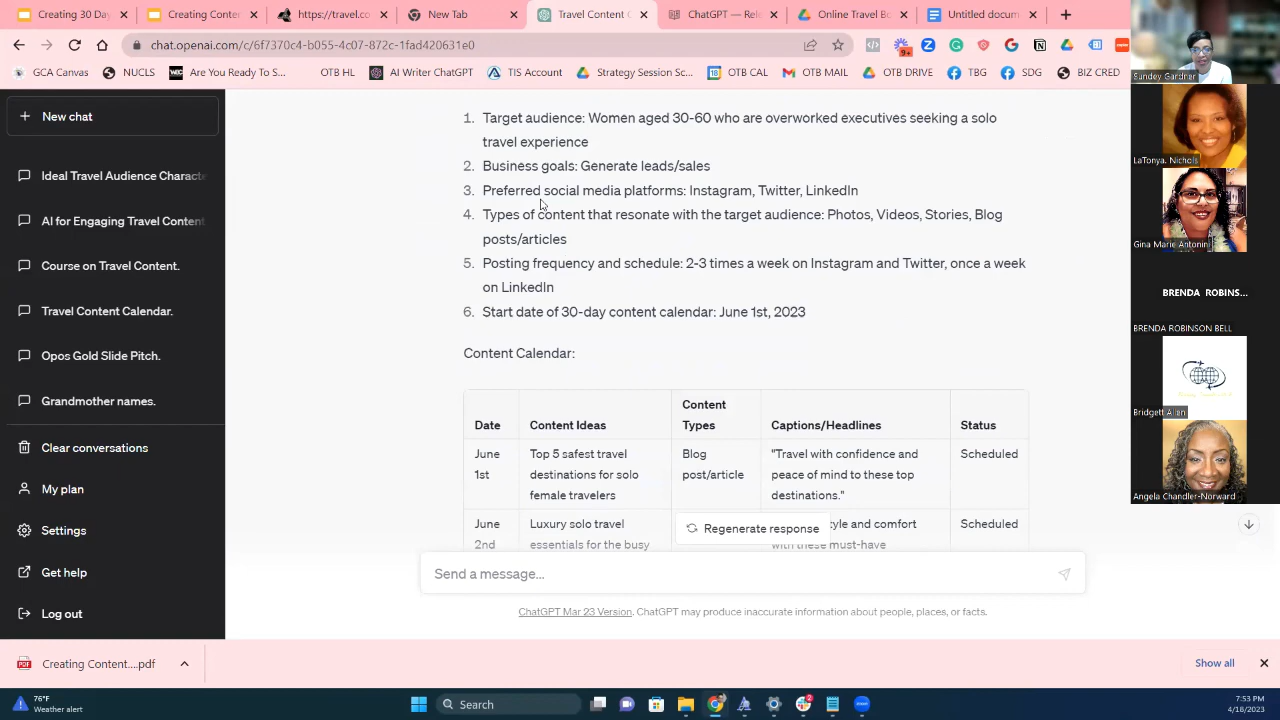 Creating 30 Day
Creating Conten
https://travel.co
New Tab
Travel Content C
ChatGPT — Rele
Online Travel Bo
Untitled docum
chat.openai.com/c/6f7370c4-b055-4c07-872c-1fad420631e0
9+
GCA Canvas
NUCLS
Are You Ready To S...
OTB HL
AI Writer ChatGPT
TIS Account
Strategy Session Sc...
OTB CAL
OTB MAIL
OTB DRIVE
TBG
SDG
BIZ CRED
New chat
Ideal Travel Audience Charact
AI for Engaging Travel Content
Course on Travel Content.
Travel Content Calendar.
Opos Gold Slide Pitch.
Grandmother names.
Clear conversations
My plan
Settings
Get help
Log out
1. Target audience: Women aged 30-60 who are overworked executives seeking a solo
travel experience
2. Business goals: Generate leads/sales
3. Preferred social media platforms: Instagram, Twitter, LinkedIn
4. Types of content that resonate with the target audience: Photos, Videos, Stories, Blog
posts/articles
5. Posting frequency and schedule: 2-3 times a week on Instagram and Twitter, once a week
on LinkedIn
6. Start date of 30-day content calendar: June 1st, 2023
Content Calendar:
Date
Content Ideas
Content
Types
Captions/Headlines
Status
June
1st
Top 5 safest travel
destinations for solo
female travelers
Blog
post/article
"Travel with confidence and
peace of mind to these top
destinations."
Scheduled
June
2nd
Luxury solo travel
essentials for the busy
tyle and comfort
with these must-have
Scheduled
Regenerate response
Send a message...
ChatGPT Mar 23 Version. ChatGPT may produce inaccurate information about people, places, or facts.
Sundey Gardner
LaTonya. Nichols
Gina Marie Antonini
BRENDA ROBINS...
BRENDA ROBINSON BELL
Bridgett Allen
Angela Chandler-Norward
Creating Content....pdf
Show all
76°F
Weather alert
Search
7:53 PM
4/18/2023